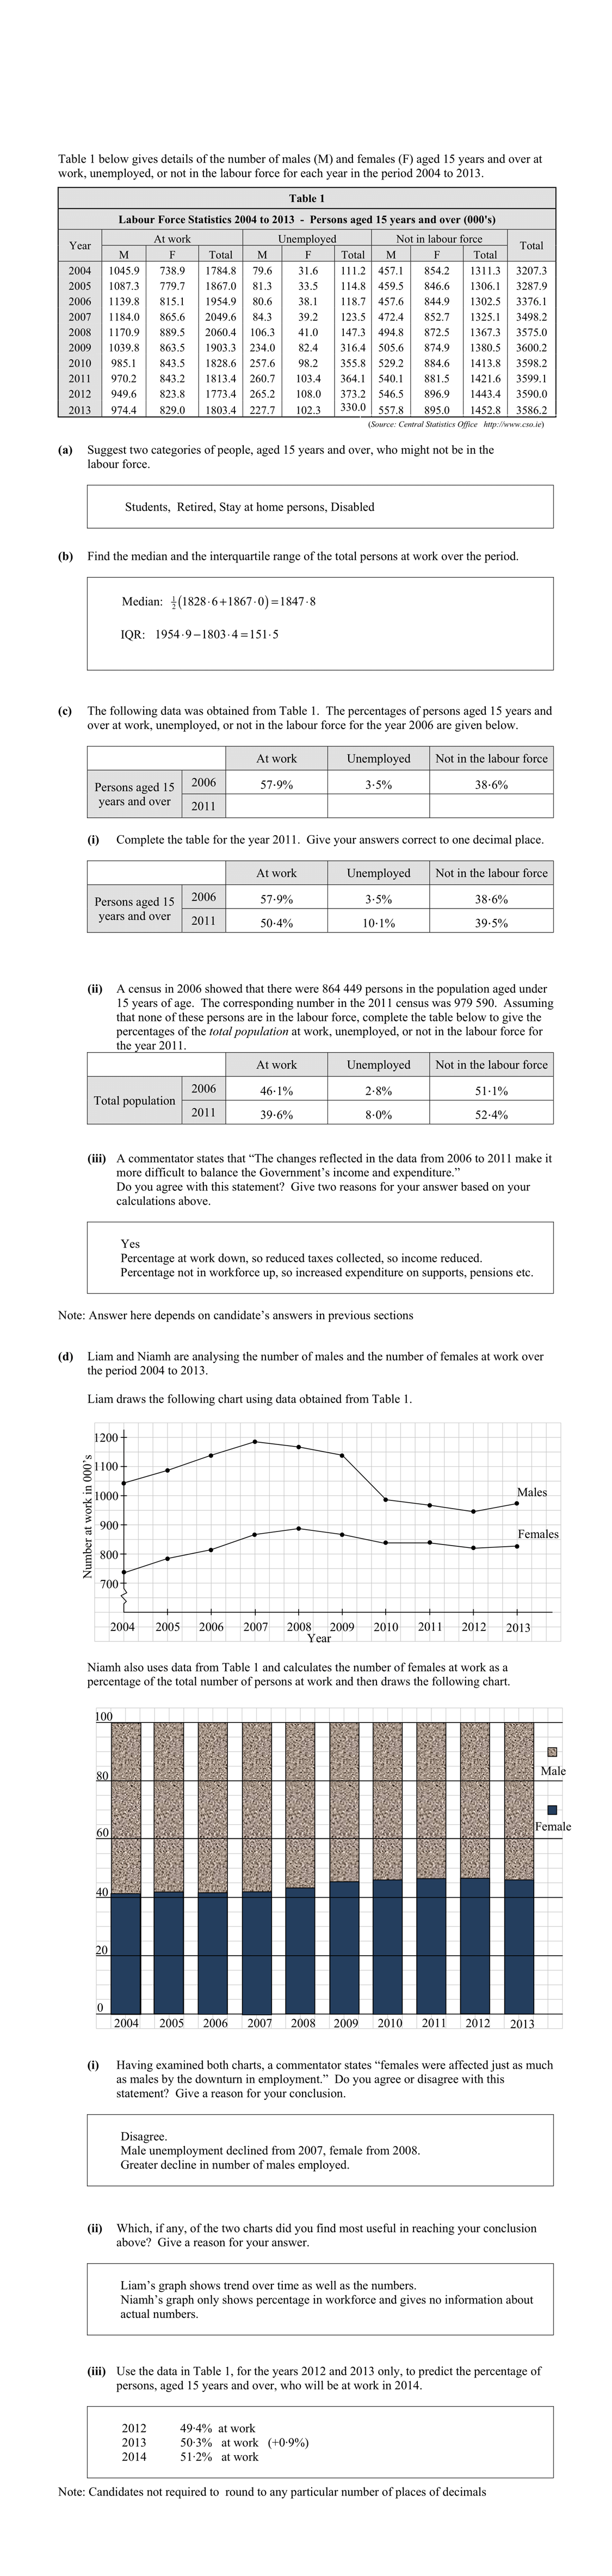 Table 1 below gives details of the number of males (M) and females (F) aged 15 years and over at
work, unemployed, or not in the labour force for each year in the period 2004 to 2013.
Table 1
Labour Force Statistics 2004 to 2013 - Persons aged 15 years and over (000's)
Year At work Unemployed Not in labour force Total
M F Total M F Total M F Total
2004 1045.9 738.9 1784.8 79.6 31.6 111.2 457.1 854.2 1311.3 3207.3
2005 1087.3 779.7 1867.0 81.3 33.5 114.8 459.5 846.6 1306.1 3287.9
2006 1139.8 815.1 1954.9 80.6 38.1 118.7 457.6 844.9 1302.5 3376.1
2007 1184.0 865.6 2049.6 84.3 39.2 123.5 472.4 852.7 1325.1 3498.2
2008 1170.9 889.5 2060.4 106.3 41.0 147.3 494.8 872.5 1367.3 3575.0
2009 1039.8 863.5 1903.3 234.0 82.4 316.4 505.6 874.9 1380.5 3600.2
2010 985.1 843.5 1828.6 257.6 98.2 355.8 529.2 884.6 1413.8 3598.2
2011 970.2 843.2 1813.4 260.7 103.4 364.1 540.1 881.5 1421.6 3599.1
2012 949.6 823.8 1773.4 265.2 108.0 373.2 546.5 896.9 1443.4 3590.0
2013 974.4 829.0 1803.4 227.7 102.3 330.0 557.8 895.0 1452.8 3586.2
(Source: Central Statistics Office http://www.cso.ie)
(a) Suggest two categories of people, aged 15 years and over, who might not be in the
labour force.
Students, Retired, Stay at home persons, Disabled
(b) Find the median and the interquartile range of the total persons at work over the period.
Median: ½(1828·6+1867·0)=1847·8
IQR: 1954·9−1803·4=151·5
(c) The following data was obtained from Table 1. The percentages of persons aged 15 years and
over at work, unemployed, or not in the labour force for the year 2006 are given below.
At work Unemployed Not in the labour force
Persons aged 15 years and over 2006 57·9% 3·5% 38·6%
2011
(i) Complete the table for the year 2011. Give your answers correct to one decimal place.
At work Unemployed Not in the labour force
Persons aged 15 years and over 2006 57·9% 3·5% 38·6%
2011 50·4% 10·1% 39·5%
(ii) A census in 2006 showed that there were 864 449 persons in the population aged under
15 years of age. The corresponding number in the 2011 census was 979 590. Assuming
that none of these persons are in the labour force, complete the table below to give the
percentages of the total population at work, unemployed, or not in the labour force for
the year 2011.
At work Unemployed Not in the labour force
Total population 2006 46·1% 2·8% 51·1%
2011 39·6% 8·0% 52·4%
(iii) A commentator states that “The changes reflected in the data from 2006 to 2011 make it
more difficult to balance the Government’s income and expenditure.”
Do you agree with this statement? Give two reasons for your answer based on your
calculations above.
Yes
Percentage at work down, so reduced taxes collected, so income reduced.
Percentage not in workforce up, so increased expenditure on supports, pensions etc.
Note: Answer here depends on candidate’s answers in previous sections
(d) Liam and Niamh are analysing the number of males and the number of females at work over
the period 2004 to 2013.
Liam draws the following chart using data obtained from Table 1.
Number at work in 000’s
1200
1100
1000
900
800
700
Males
Females
2004 2005 2006 2007 2008 2009 2010 2011 2012 2013
Year
Niamh also uses data from Table 1 and calculates the number of females at work as a
percentage of the total number of persons at work and then draws the following chart.
100
80
60
40
20
0
Male
Female
2004 2005 2006 2007 2008 2009 2010 2011 2012 2013
(i) Having examined both charts, a commentator states “females were affected just as much
as males by the downturn in employment.” Do you agree or disagree with this
statement? Give a reason for your conclusion.
Disagree.
Male unemployment declined from 2007, female from 2008.
Greater decline in number of males employed.
(ii) Which, if any, of the two charts did you find most useful in reaching your conclusion
above? Give a reason for your answer.
Liam’s graph shows trend over time as well as the numbers.
Niamh’s graph only shows percentage in workforce and gives no information about
actual numbers.
(iii) Use the data in Table 1, for the years 2012 and 2013 only, to predict the percentage of
persons, aged 15 years and over, who will be at work in 2014.
2012 49·4% at work
2013 50·3% at work (+0·9%)
2014 51·2% at work
Note: Candidates not required to round to any particular number of places of decimals